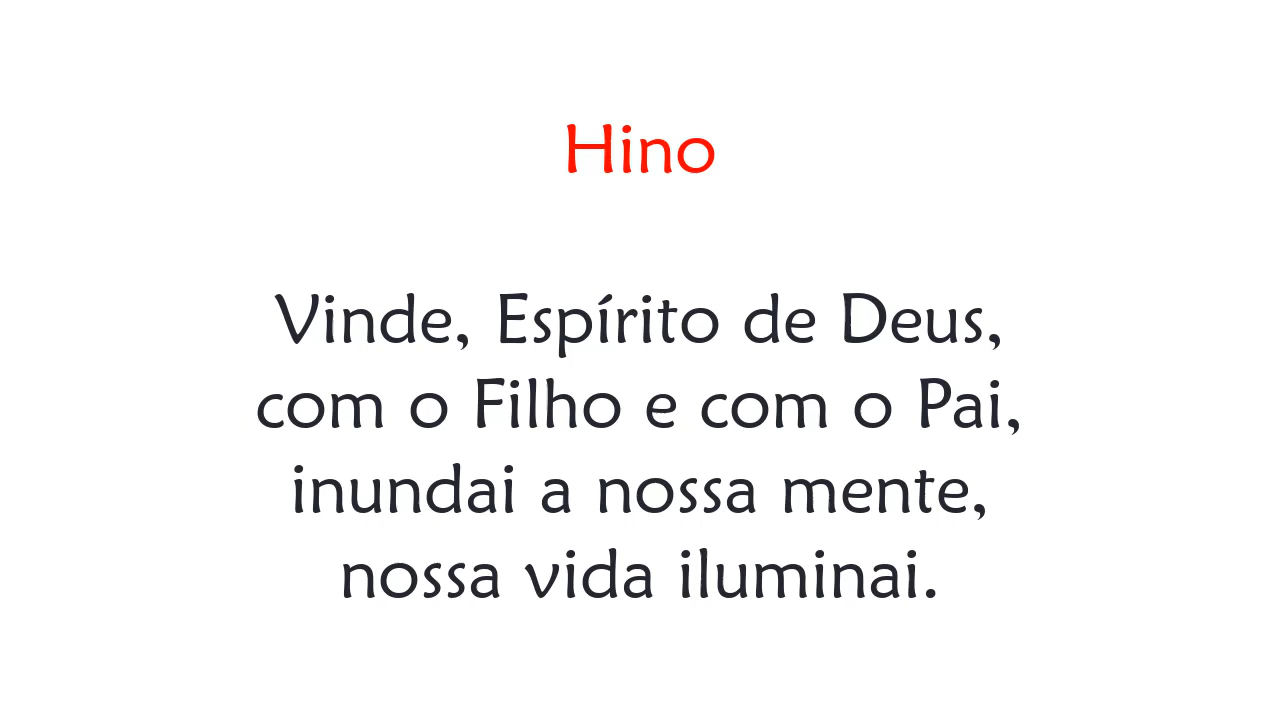 Hino
Vinde, Espírito de Deus,
com o Filho e com o Pai,
inundai a nossa mente,
nossa vida iluminai.